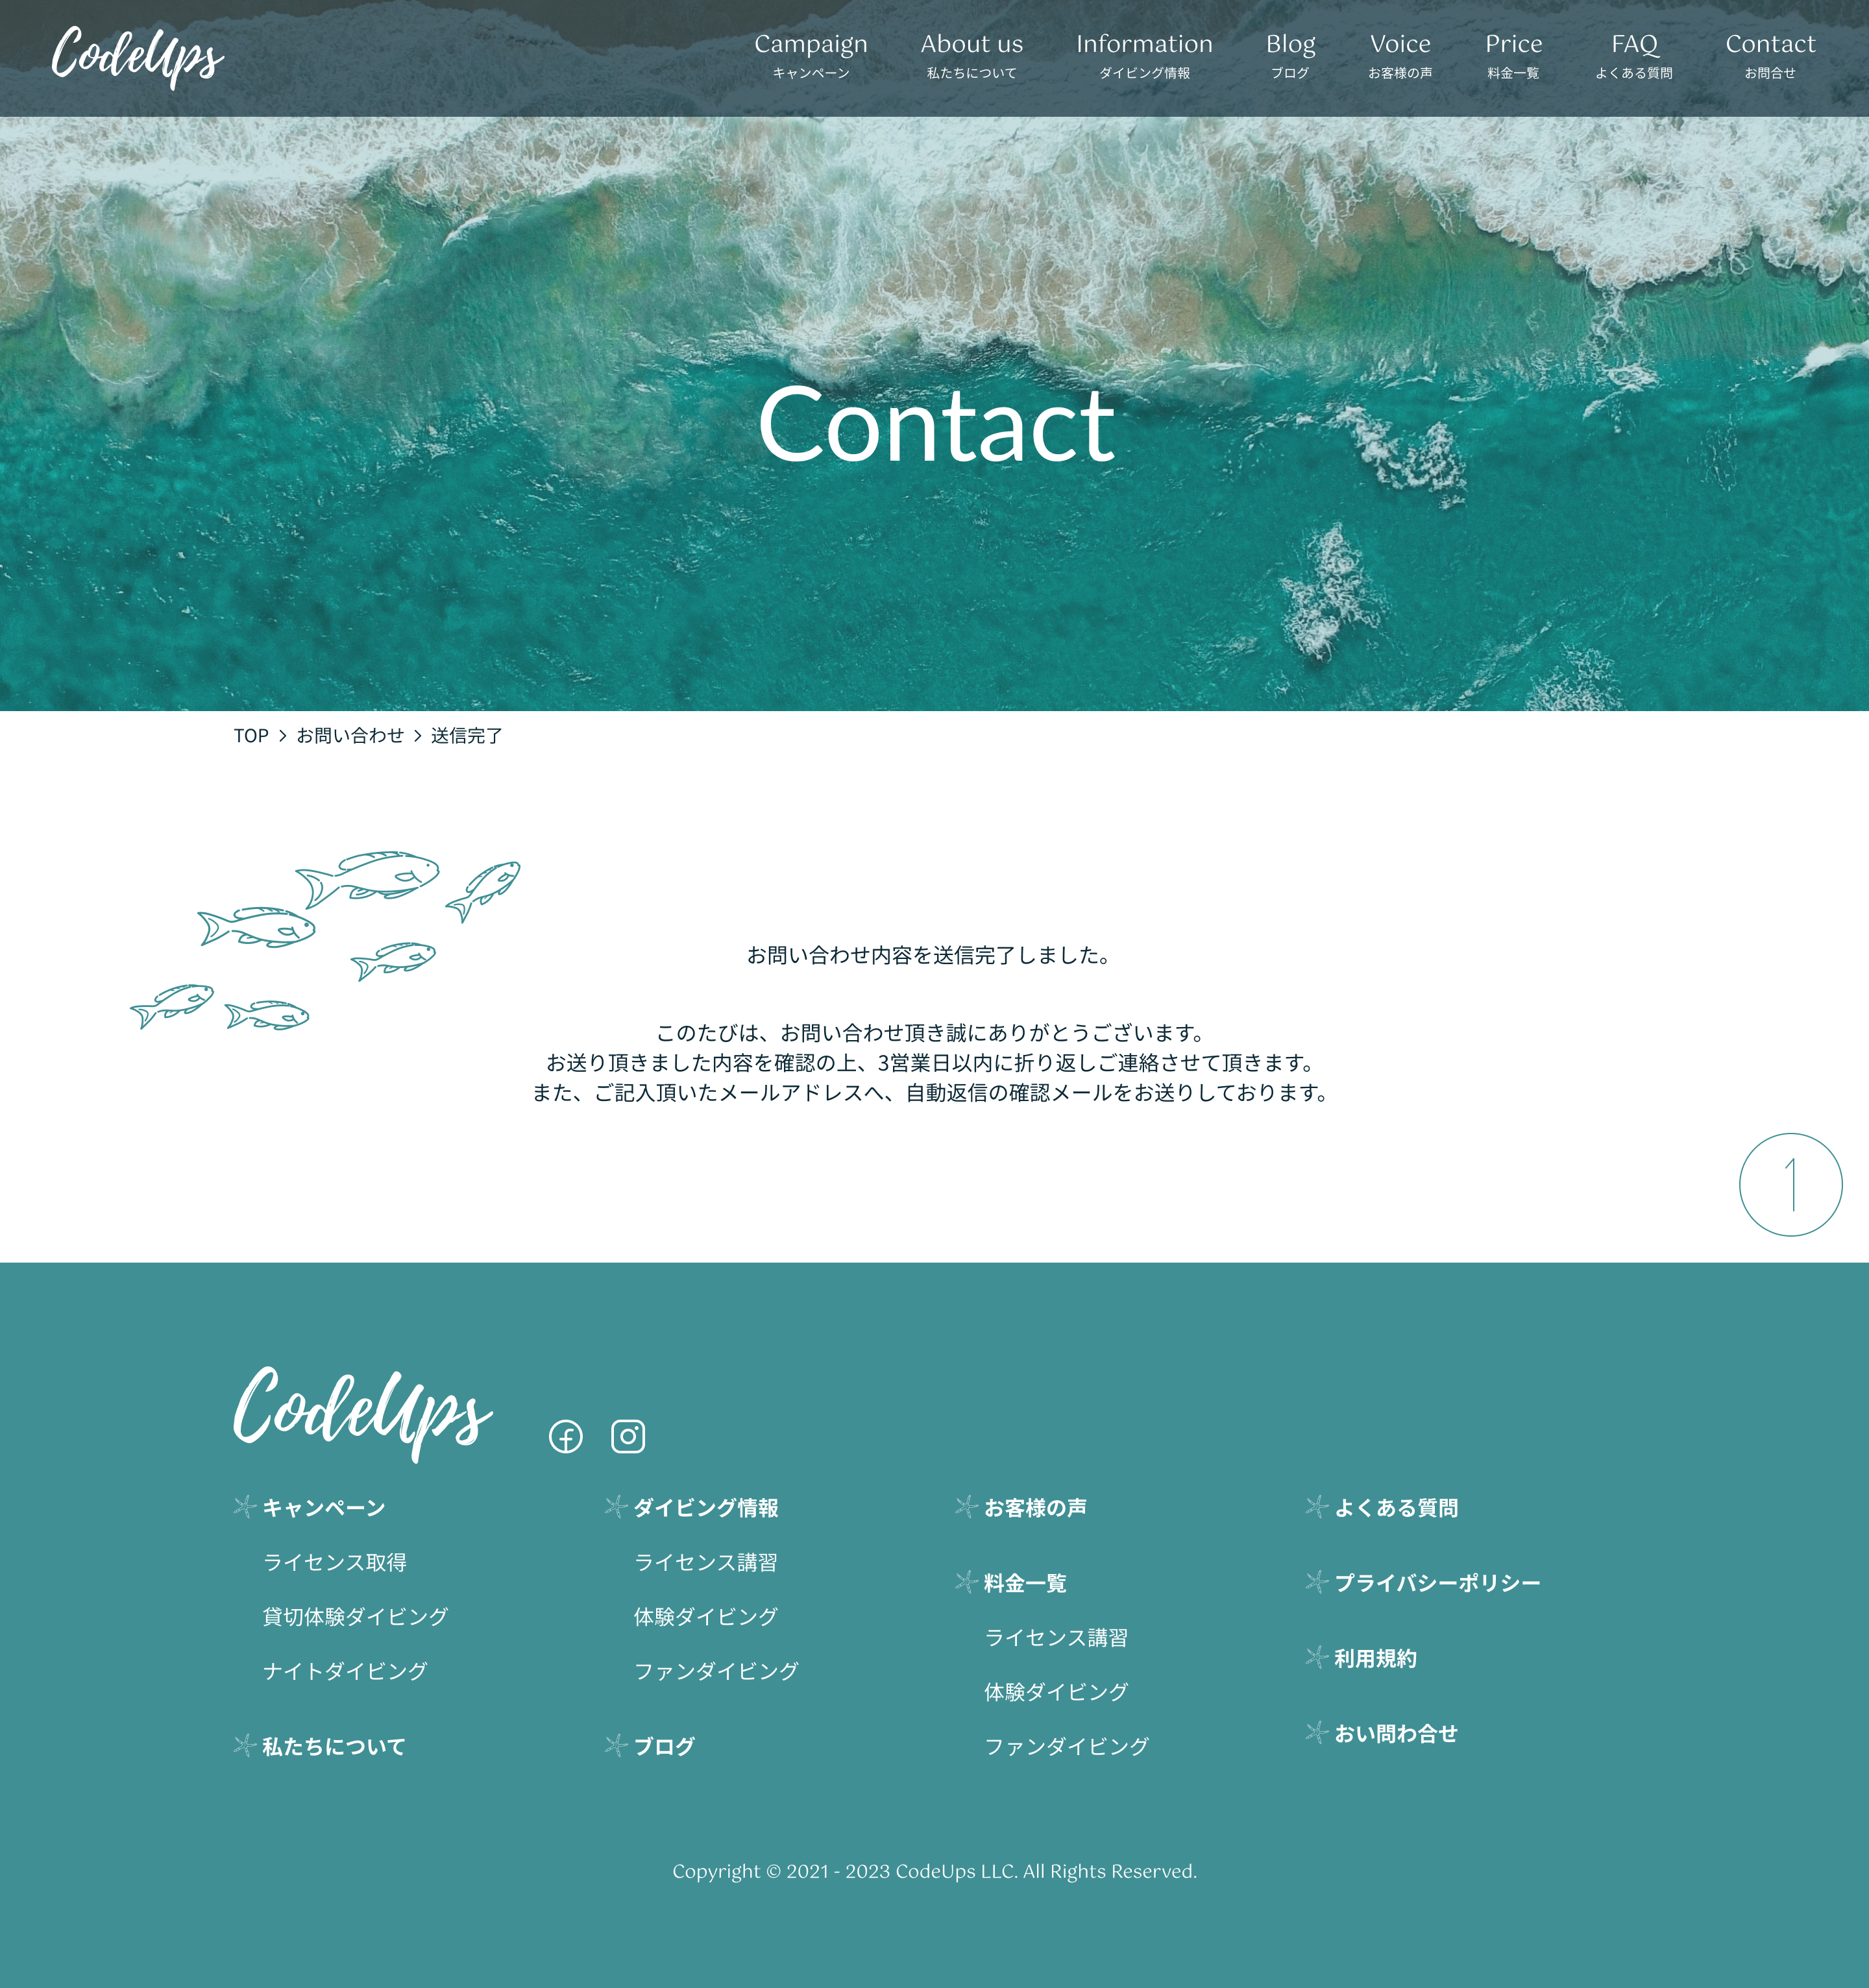 CodeUps
Campaign
キャンペーン
About us
私たちについて
Information
ダイビング情報
Blog
ブログ
Voice
お客様の声
Price
料金一覧
FAQ
よくある質問
Contact
お問合せ
Contact
TOP > お問い合わせ > 送信完了
お問い合わせ内容を送信完了しました。
このたびは、お問い合わせ頂き誠にありがとうございます。
お送り頂きました内容を確認の上、3営業日以内に折り返しご連絡させて頂きます。
また、ご記入頂いたメールアドレスへ、自動返信の確認メールをお送りしております。
CodeUps
キャンペーン
ライセンス取得
貸切体験ダイビング
ナイトダイビング
私たちについて
ダイビング情報
ライセンス講習
体験ダイビング
ファンダイビング
ブログ
お客様の声
料金一覧
ライセンス講習
体験ダイビング
ファンダイビング
よくある質問
プライバシーポリシー
利用規約
おい問わ合せ
Copyright © 2021 - 2023 CodeUps LLC. All Rights Reserved.